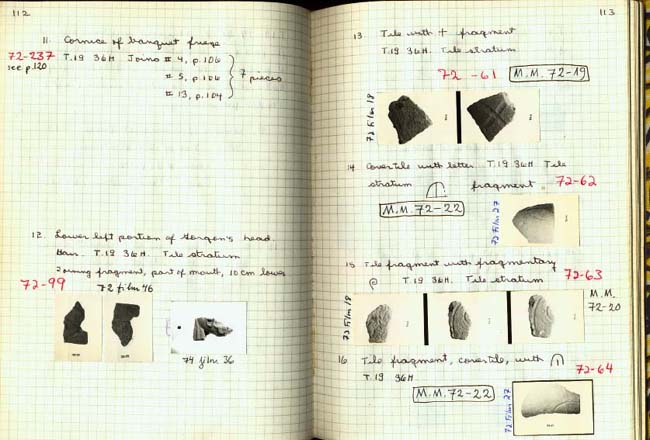 112
11. Cornice of banquet frieze
72-237 T.19 36H Joins # 4, p.106
see p.120 # 5, p.106 7 pieces
# 13, p.104
12. Lower left portion of Gorgon's head.
T.19 36H. Tile stratum
Joining fragment, part of mouth, 10 cm lower
72-99 72 film 46
74 film 36
113
13 Tile with + fragment
T.19 36H. Tile stratum
72-61 M.M. 72-19
72 Film 18
14 Covertile with letter T.19 36H Tile
stratum fragment. 72-62
M.M. 72-22
72 Film 27
15 Tile fragment with fragmentary
T.19 36H. Tile stratum 72-63
72 Film 18
M.M.
72-20
16 Tile fragment, covertile, with
T.19 36H. 72-64
M.M. 72-22
72 Film 27